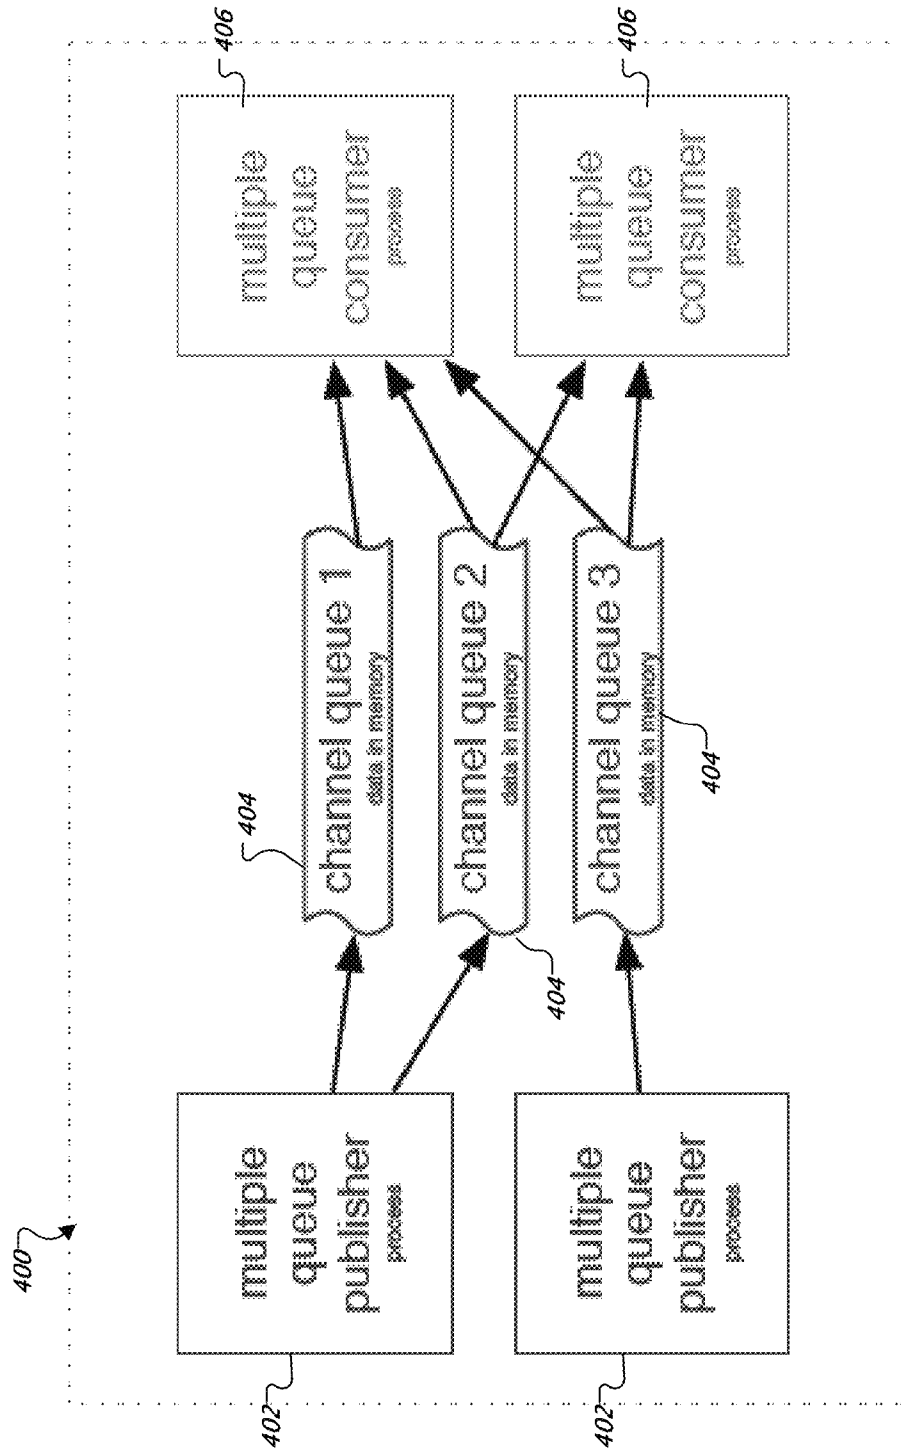 400
402
multiple
queue
publisher
process
402
multiple
queue
publisher
process
404
channel queue 1
data in memory
404
channel queue 2
data in memory
404
channel queue 3
data in memory
406
multiple
queue
consumer
process
406
multiple
queue
consumer
process